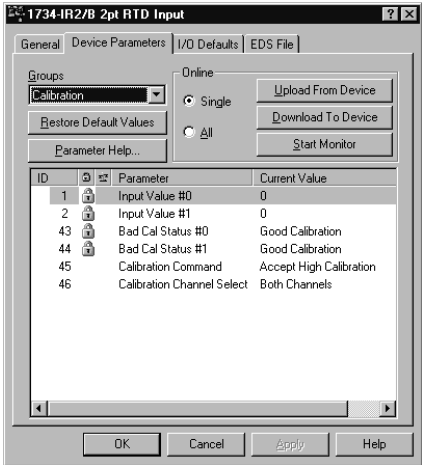 1734-IR2/B 2pt RTD Input
General Device Parameters I/O Defaults EDS File
Groups
Calibration
Restore Default Values
Parameter Help...
Online
Single
All
Upload From Device
Download To Device
Start Monitor
ID Parameter Current Value
1 Input Value #0 0
2 Input Value #1 0
43 Bad Cal Status #0 Good Calibration
44 Bad Cal Status #1 Good Calibration
45 Calibration Command Accept High Calibration
46 Calibration Channel Select Both Channels
OK Cancel Apply Help